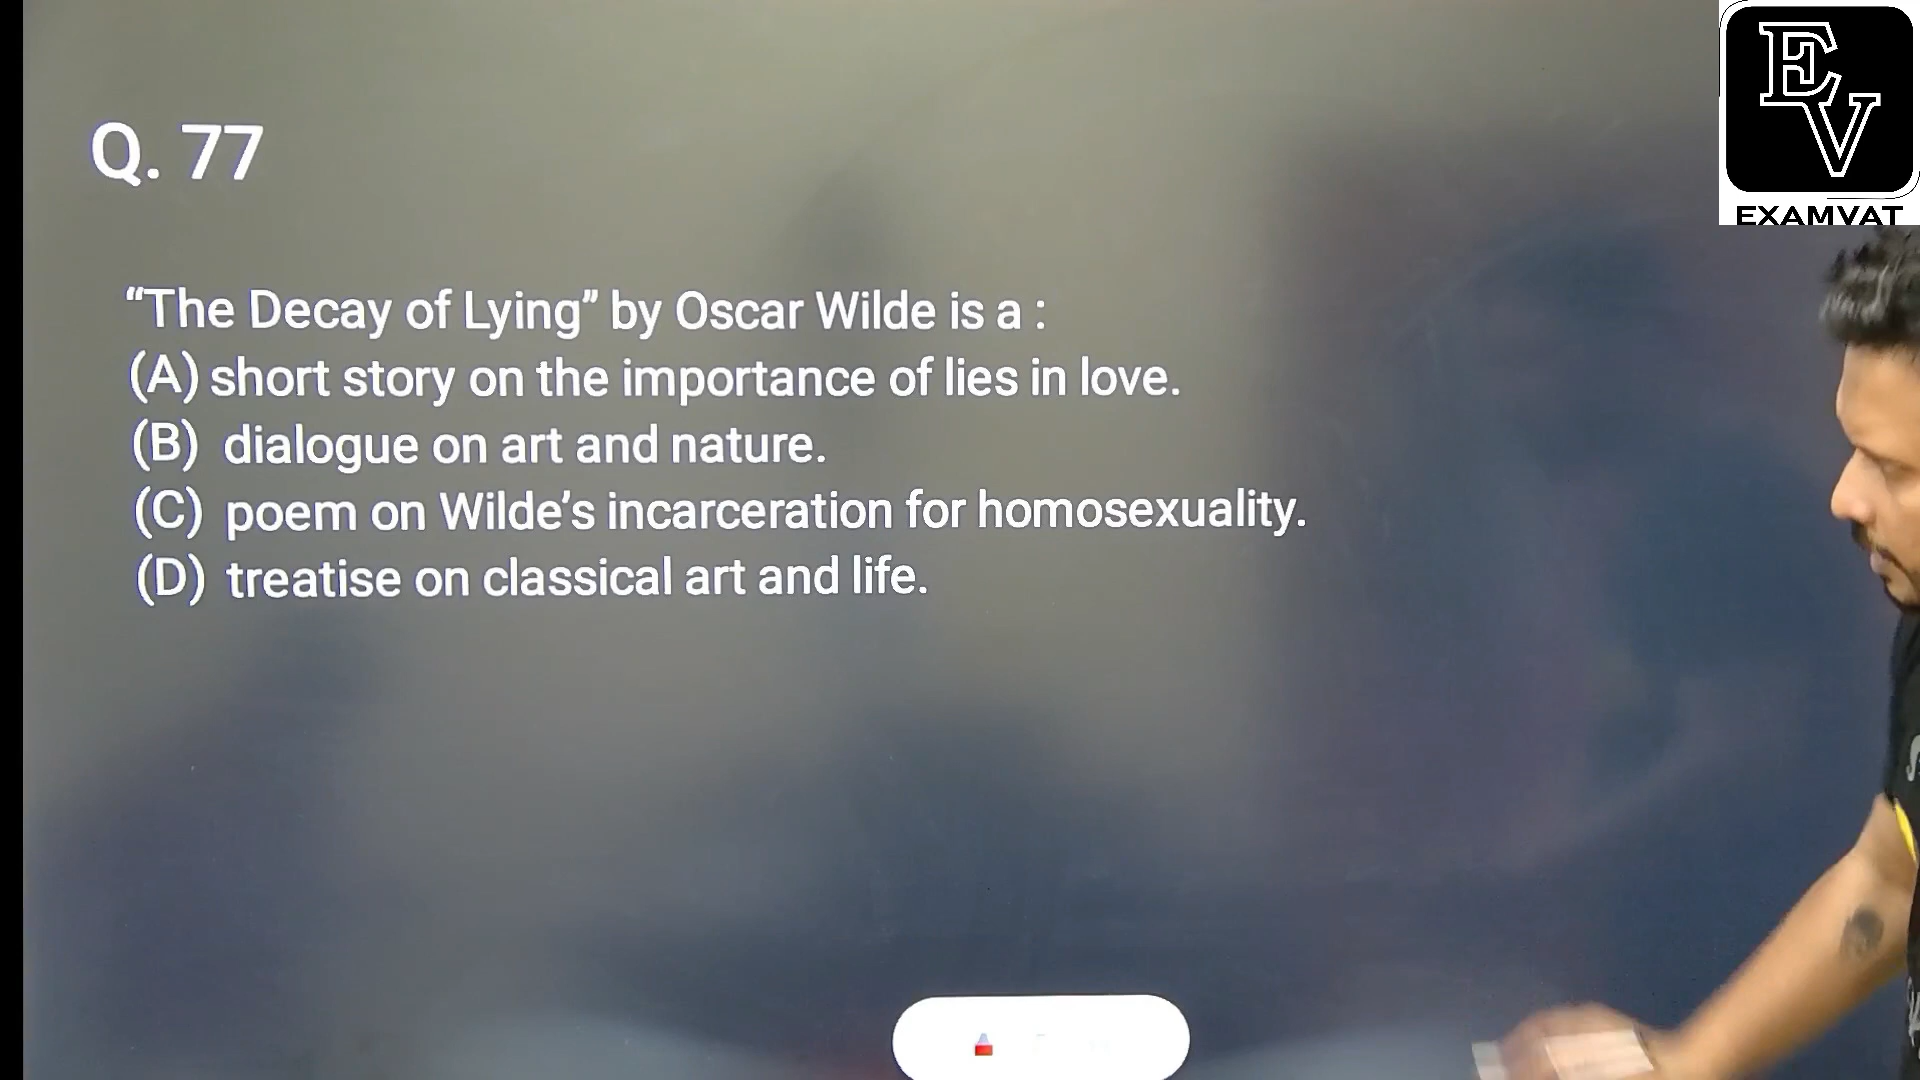 EV
EXAMVAT
Q. 77
“The Decay of Lying” by Oscar Wilde is a :
(A) short story on the importance of lies in love.
(B) dialogue on art and nature.
(C) poem on Wilde’s incarceration for homosexuality.
(D) treatise on classical art and life.